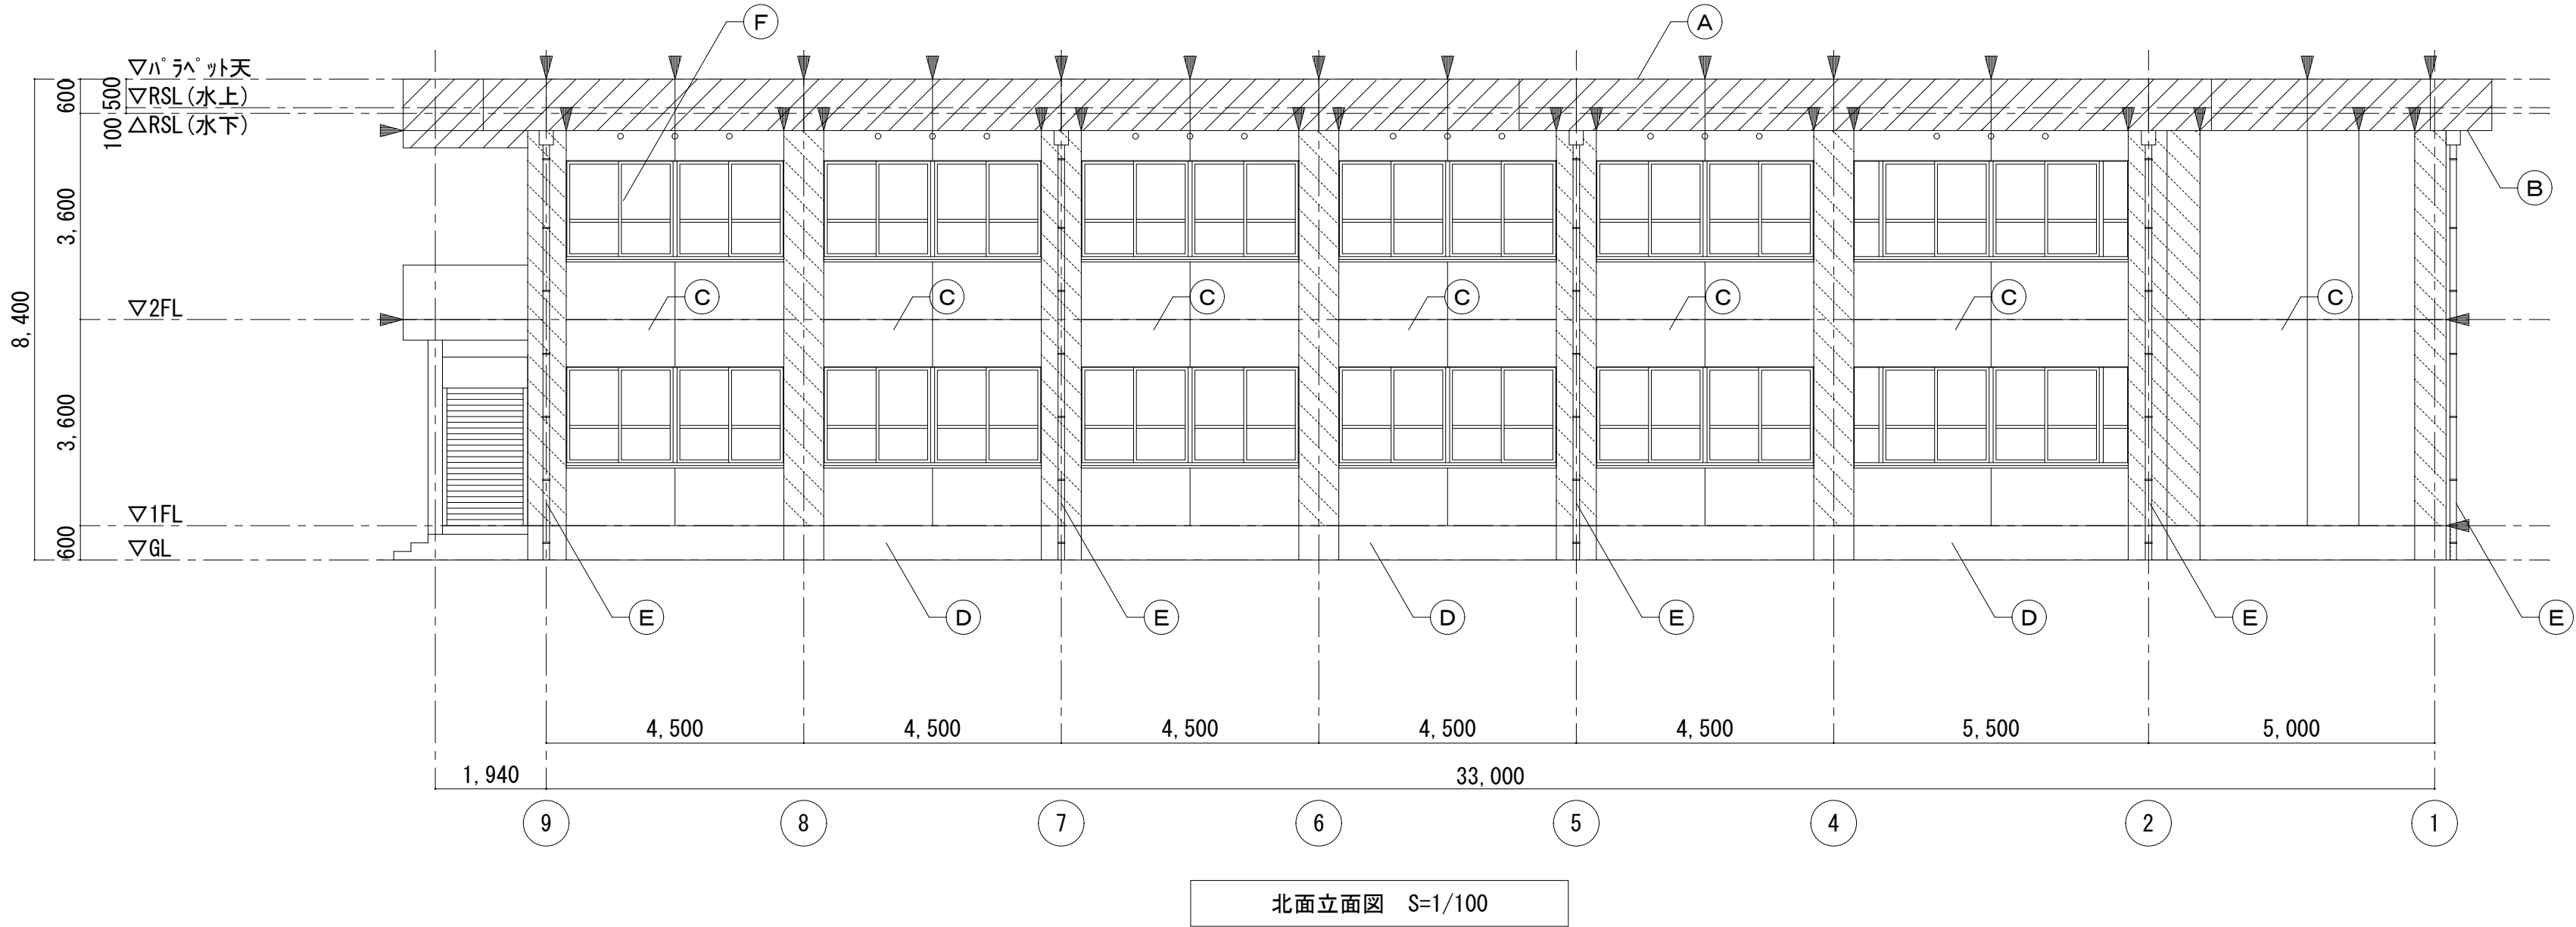 F
A
▽パラペット天
▽RSL(水上)
△RSL(水下)
600
500
100
B
3,600
C C C C C C C
▽2FL
8,400
3,600
▽1FL
600
▽GL
E D E D E D E E
4,500 4,500 4,500 4,500 4,500 5,500 5,000
1,940 33,000
9 8 7 6 5 4 2 1
北面立面図 S=1/100